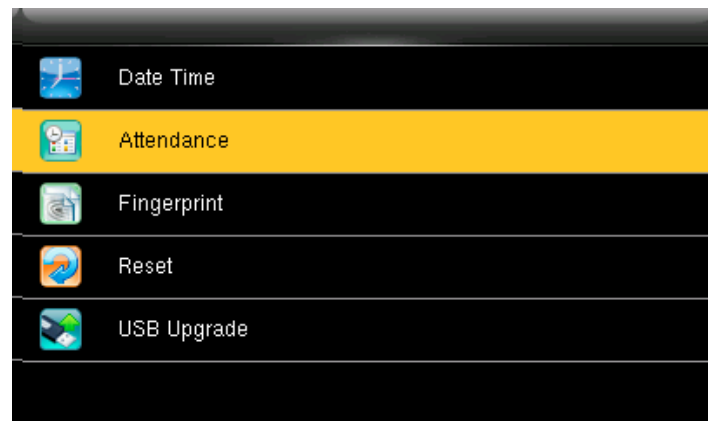 Date Time
Attendance
Fingerprint
Reset
USB Upgrade